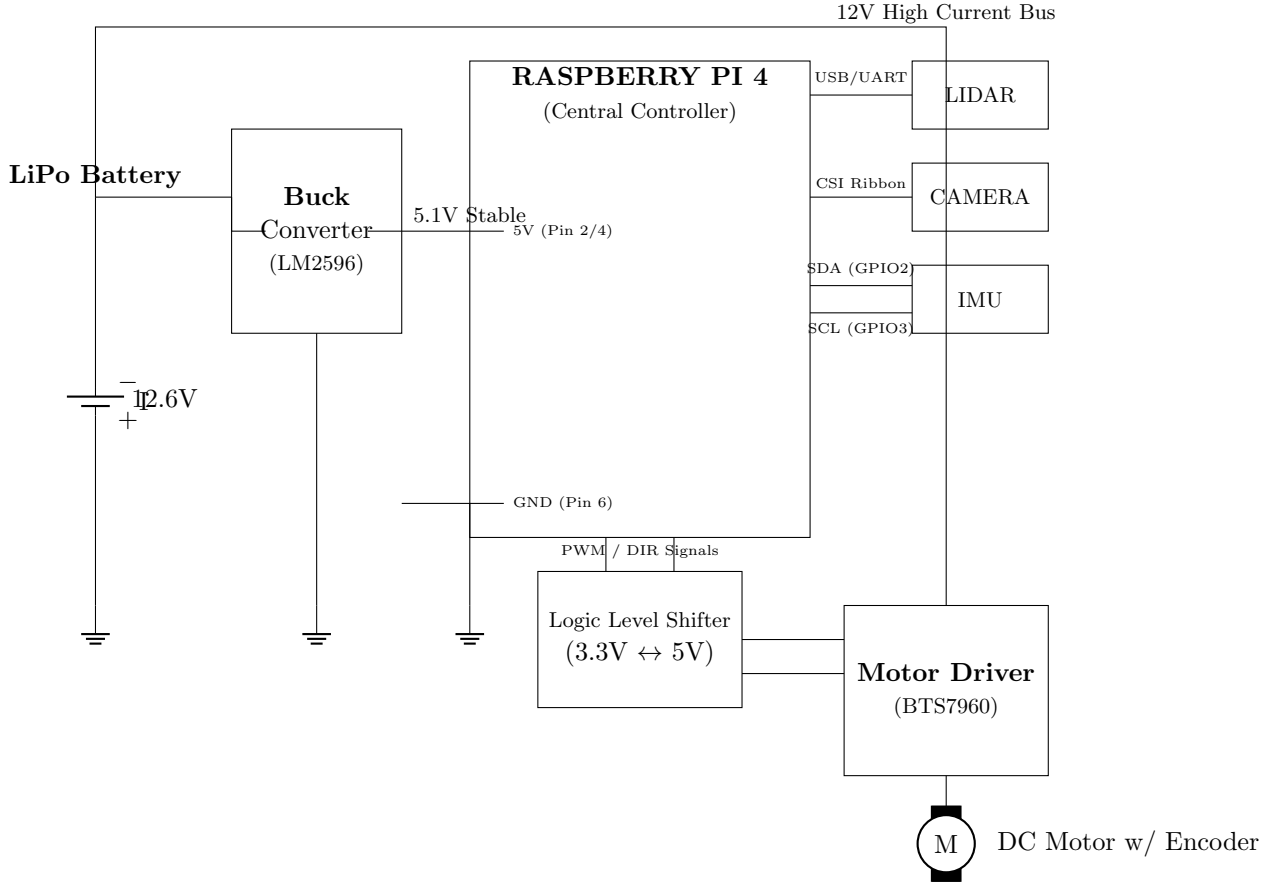 12V High Current Bus
RASPBERRY PI 4
(Central Controller)
USB/UART
LIDAR
LiPo Battery
Buck
Converter
(LM2596)
5.1V Stable
5V (Pin 2/4)
CSI Ribbon
CAMERA
SDA (GPIO2)
IMU
SCL (GPIO3)
−
12.6V
I
+
GND (Pin 6)
PWM / DIR Signals
Logic Level Shifter
(3.3V ↔ 5V)
Motor Driver
(BTS7960)
M
DC Motor w/ Encoder